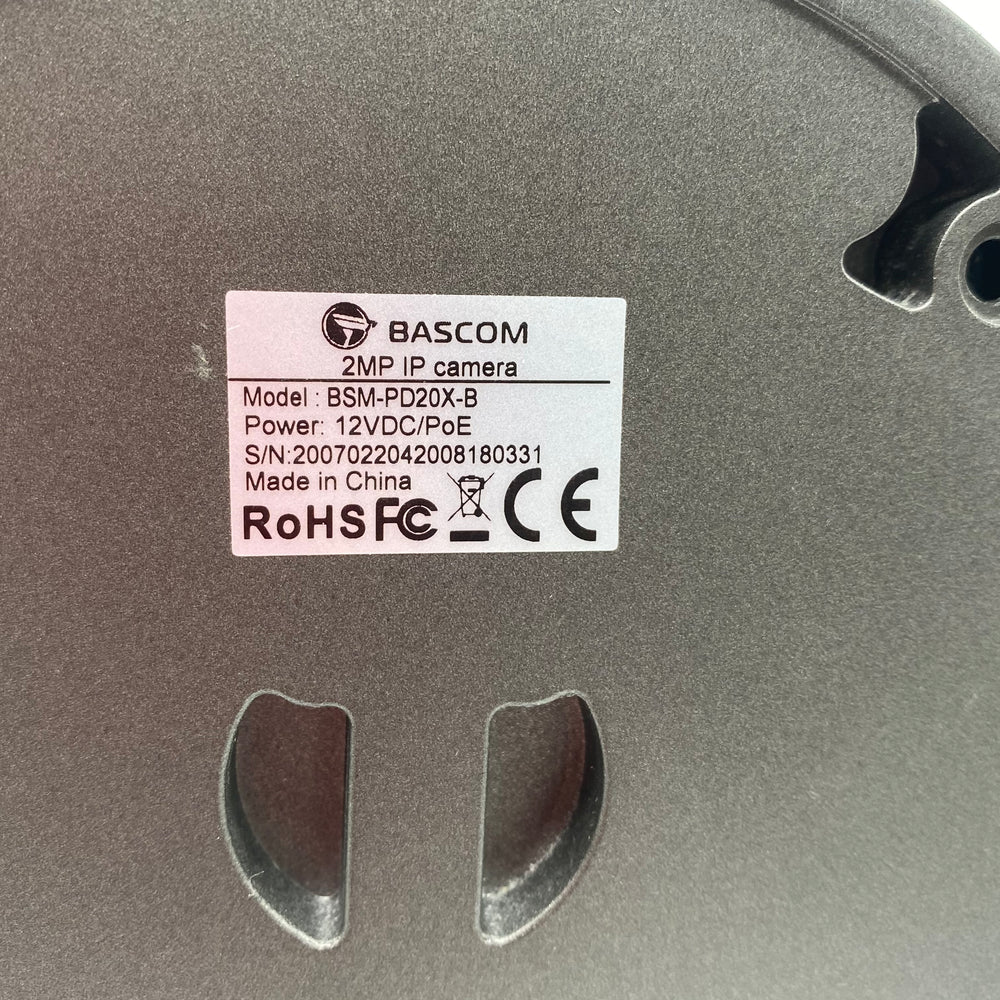 BASCOM
2MP IP camera
Model : BSM-PD20X-B
Power: 12VDC/PoE
S/N:2007022042008180331
Made in China
RoHS FC CE